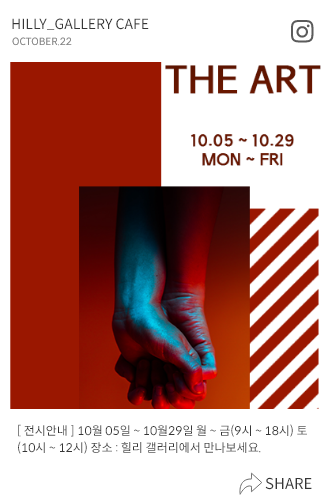 HILLY_GALLERY CAFE
OCTOBER.22
THE ART
10.05 ~ 10.29
MON ~ FRI
[ 전시안내 ] 10월 05일 ~ 10월29일 월 ~ 금(9시 ~ 18시) 토
(10시 ~ 12시) 장소 : 힐리 갤러리에서 만나보세요.
SHARE